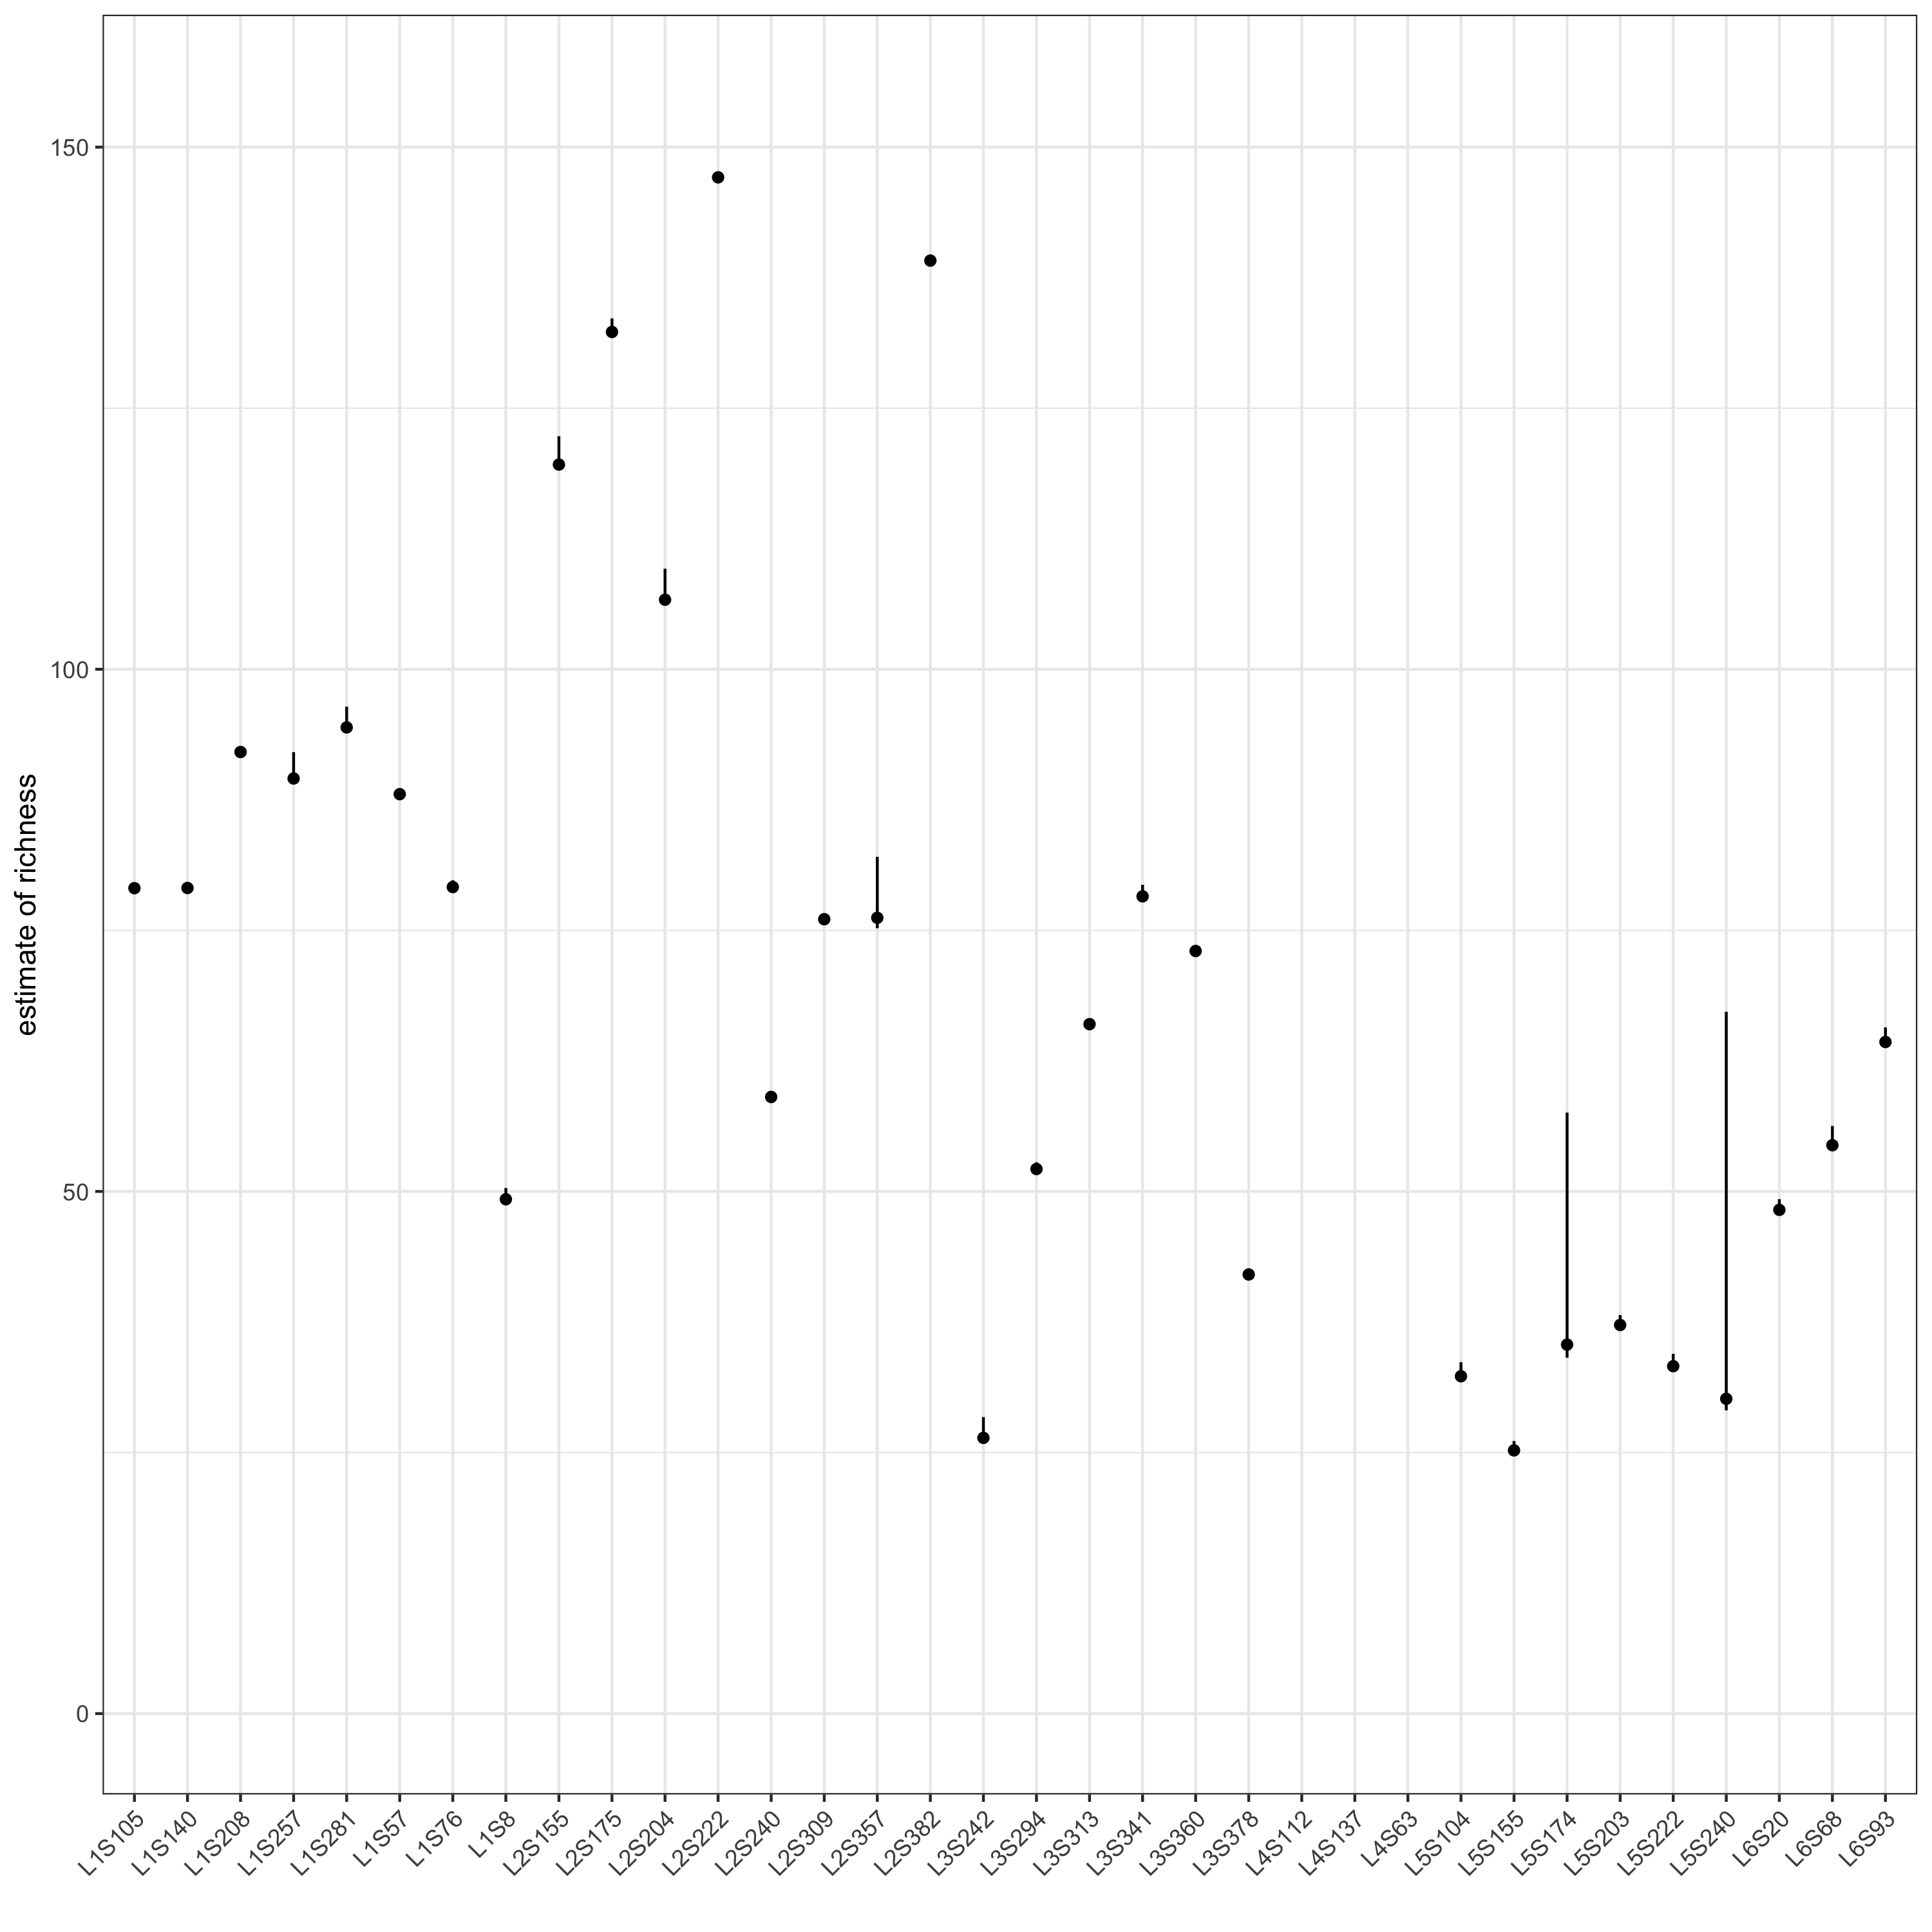 estimate of richness
150
100
50
0
L1S105
L1S140
L1S208
L1S257
L1S281
L1S57
L1S76
L1S8
L2S155
L2S175
L2S204
L2S222
L2S240
L2S309
L2S357
L2S382
L3S242
L3S294
L3S313
L3S341
L3S360
L3S378
L4S112
L4S137
L4S63
L5S104
L5S155
L5S174
L5S203
L5S222
L5S240
L6S20
L6S68
L6S93